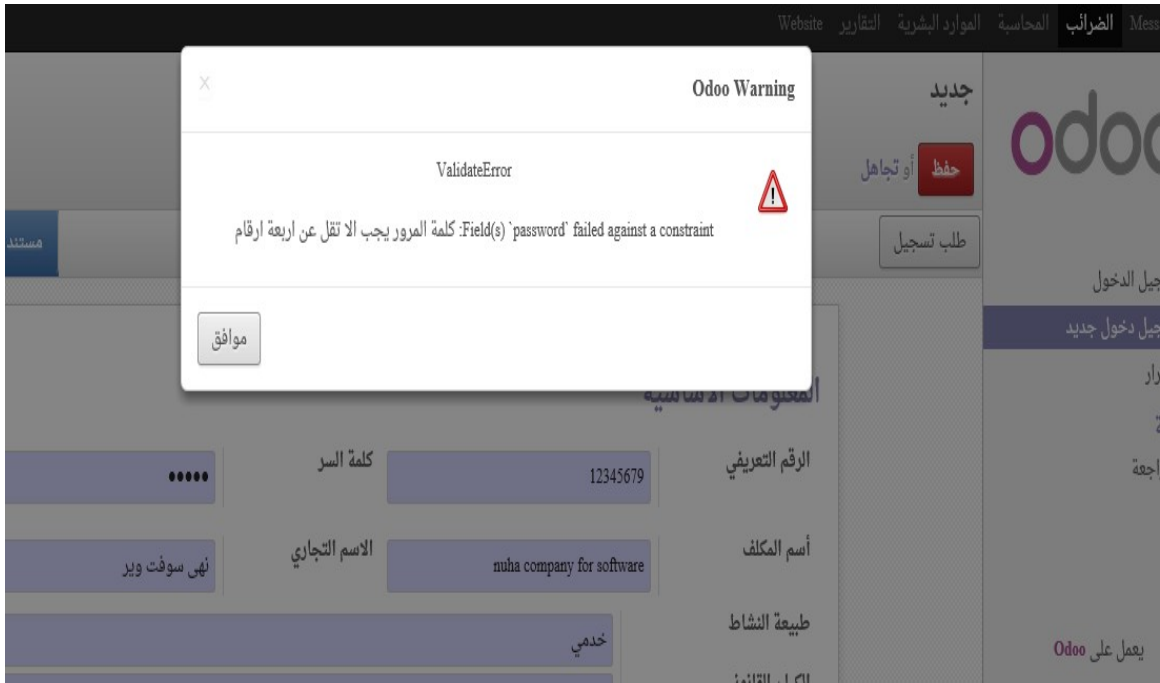 Mess الضرائب المحاسبة الموارد البشرية التقارير Website
odoo
جديد
حفظ أو تجاهل
طلب تسجيل
مستند
Odoo Warning
x
ValidateError
Field(s) `password` failed against a constraint: كلمة المرور يجب الا تقل عن اربعة ارقام
موافق
جيل الدخول
جيل دخول جديد
رار
ة
اجعة
يعمل على Odoo
المعلومات الأساسية
الرقم التعريفي 12345679 كلمة السر •••••
أسم المكلف nuha company for software الاسم التجاري نهى سوفت وير
طبيعة النشاط خدمي